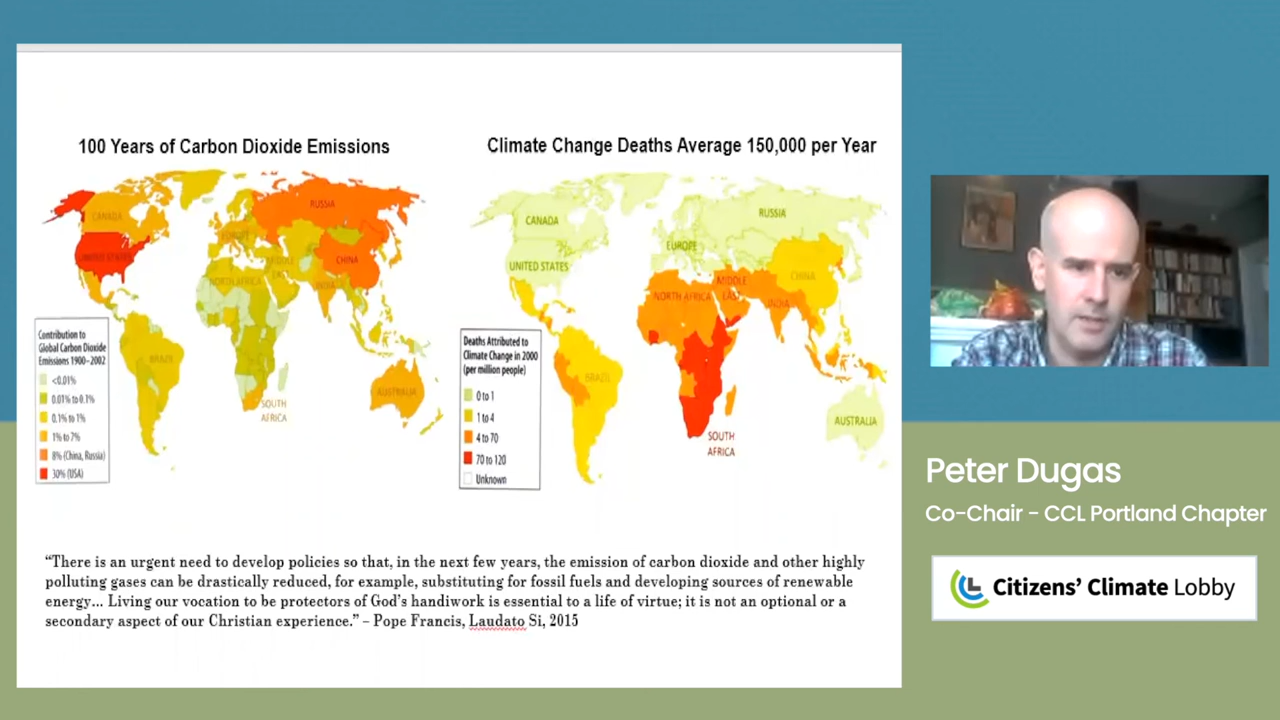 100 Years of Carbon Dioxide Emissions
CANADA
UNITED STATES
RUSSIA
EUROPE
CHINA
MIDDLE
EAST
NORTH AFRICA
INDIA
BRAZIL
AUSTRALIA
SOUTH
AFRICA
Contribution to
Global Carbon Dioxide
Emissions 1900–2002
<0.01%
0.01% to 0.1%
0.1% to 1%
1% to 7%
8% (China, Russia)
30% (USA)
Climate Change Deaths Average 150,000 per Year
CANADA
UNITED STATES
RUSSIA
EUROPE
CHINA
MIDDLE
EAST
NORTH AFRICA
INDIA
BRAZIL
AUSTRALIA
SOUTH
AFRICA
Deaths Attributed to
Climate Change in 2000
(per million people)
0 to 1
1 to 4
4 to 70
70 to 120
Unknown
“There is an urgent need to develop policies so that, in the next few years, the emission of carbon dioxide and other highly
polluting gases can be drastically reduced, for example, substituting for fossil fuels and developing sources of renewable
energy... Living our vocation to be protectors of God’s handiwork is essential to a life of virtue; it is not an optional or a
secondary aspect of our Christian experience.” – Pope Francis, Laudato Si, 2015
Peter Dugas
Co-Chair - CCL Portland Chapter
Citizens’ Climate Lobby